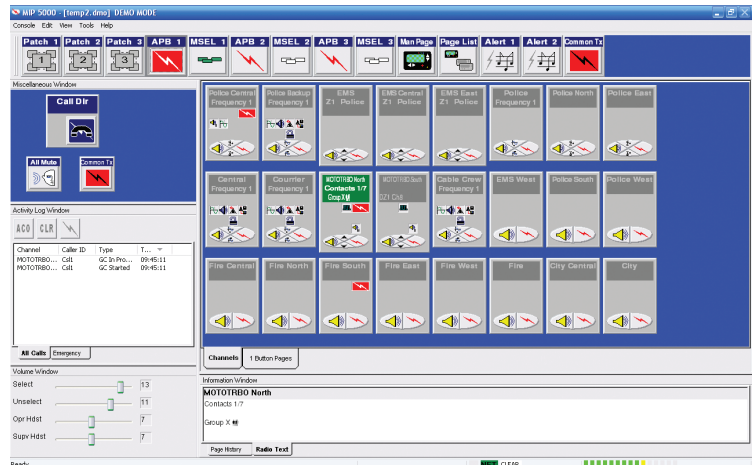 MIP 5000 - [temp2.dmo] DEMO MODE
Console Edit View Tools Help
Patch 1 Patch 2 Patch 3 APB 1 MSEL 1 APB 2 MSEL 2 APB 3 MSEL 3 Man Page Page List Alert 1 Alert 2 Common Tx
1 2 3
Miscellaneous Window
Call Dir
All Mute Common Tx
Activity Log Window
ACO CLR
Channel Caller ID Type T...
MOTOTRBO... Cslt GC In Pro... 09:45:11
MOTOTRBO... Cslt GC Started 09:45:11
All Calls Emergency
Volume Window
Select 13
Unselect 11
Opr Hdst 7
Supv Hdst 7
Police Central
Frequency 1
Police Backup
Frequency 1
EMS
Z1 Police
EMS Central
Z1 Police
EMS East
Z1 Police
Police
Frequency 1
Police North
Police East
Central
Frequency 1
Courrier
Frequency 1
MOTOTRBO North
Contacts 1/7
Group X
MOTOTRBO South
Cable Crew
Frequency 1
EMS West
Police South
Police West
Fire Central
Fire North
Fire South
Fire East
Fire West
Fire
City Central
City
Channels 1 Button Pages
Information Window
MOTOTRBO North
Contacts 1/7
Group X
Page History Radio Text
Ready
NET CLEAR